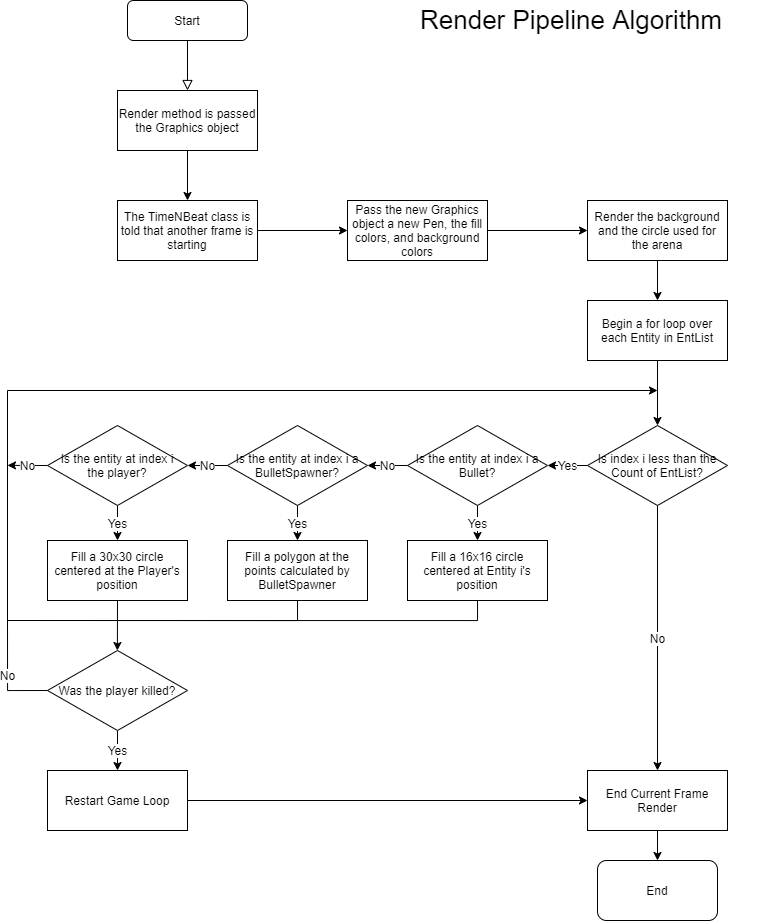 Render Pipeline Algorithm
Start
Render method is passed
the Graphics object
The TimeNBeat class is
told that another frame is
starting
Pass the new Graphics
object a new Pen, the fill
colors, and background
colors
Render the background
and the circle used for
the arena
Begin a for loop over
each Entity in EntList
Is the entity at index i
the player?
Is the entity at index i a
BulletSpawner?
Is the entity at index i a
Bullet?
Is index i less than the
Count of EntList?
No
No
No
Yes
Yes
Yes
Yes
Fill a 30x30 circle
centered at the Player's
position
Fill a polygon at the
points calculated by
BulletSpawner
Fill a 16x16 circle
centered at Entity i's
position
No
No
Was the player killed?
Yes
Restart Game Loop
End Current Frame
Render
End